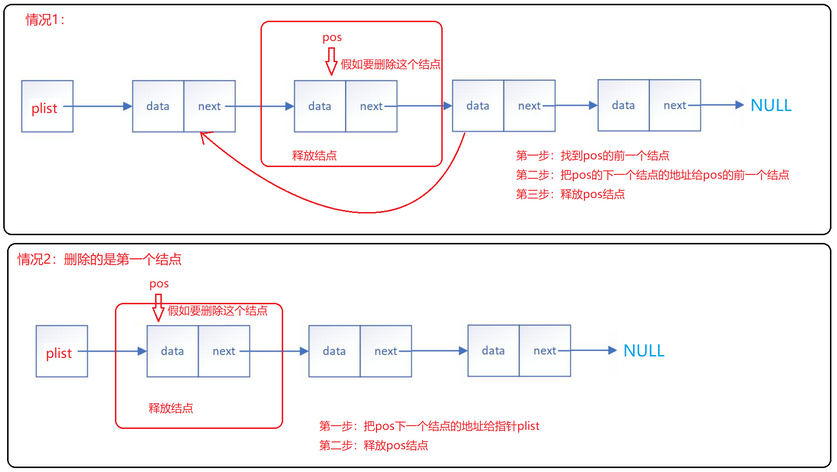 情况1：
pos
假如要删除这个结点
plist
data next
data next
data next
data next
NULL
释放结点
第一步：找到pos的前一个结点
第二步：把pos的下一个结点的地址给pos的前一个结点
第三步：释放pos结点
情况2：删除的是第一个结点
pos
假如要删除这个结点
plist
data next
data next
data next
NULL
释放结点
第一步：把pos下一个结点的地址给指针plist
第二步：释放pos结点